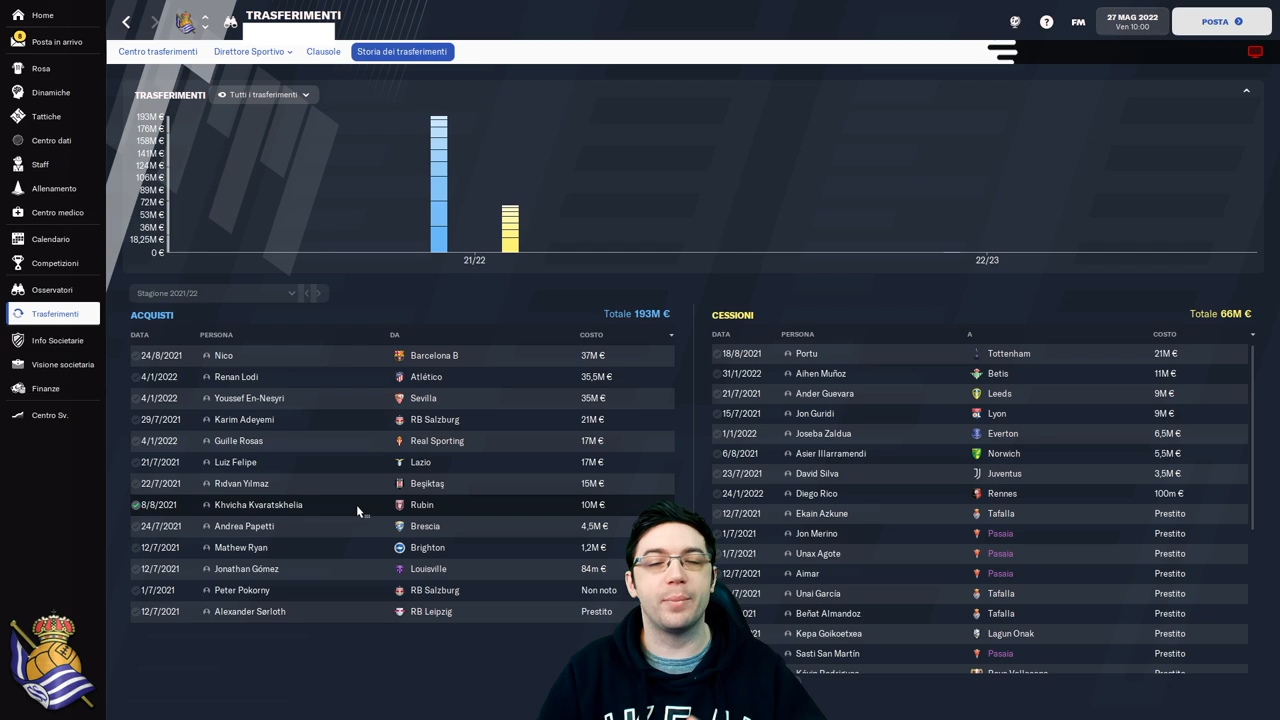 Home
TRASFERIMENTI
27 MAG 2022
Ven 10:00
POSTA
FM
8
Posta in arrivo
Centro trasferimenti
Direttore Sportivo
Clausole
Storia dei trasferimenti
Rosa
Dinamiche
Tattiche
Centro dati
Staff
Allenamento
Centro medico
Calendario
Competizioni
Osservatori
Trasferimenti
Info Societarie
Visione societaria
Finanze
Centro Sv.
TRASFERIMENTI
Tutti i trasferimenti
193M €
176M €
158M €
141M €
124M €
106M €
89M €
72M €
53M €
36M €
18,25M €
0 €
21/22
22/23
Stagione 2021/22
ACQUISTI
Totale 193M €
DATA PERSONA DA COSTO
24/8/2021 Nico Barcelona B 37M €
4/1/2022 Renan Lodi Atlético 35,5M €
4/1/2022 Youssef En-Nesyri Sevilla 35M €
29/7/2021 Karim Adeyemi RB Salzburg 21M €
4/1/2022 Guille Rosas Real Sporting 17M €
21/7/2021 Luiz Felipe Lazio 17M €
22/7/2021 Rıdvan Yılmaz Beşiktaş 15M €
8/8/2021 Khvicha Kvaratskhelia Rubin 10M €
24/7/2021 Andrea Papetti Brescia 4,5M €
12/7/2021 Mathew Ryan Brighton 1,2M €
12/7/2021 Jonathan Gómez Louisville 84m €
1/7/2021 Peter Pokorny RB Salzburg Non noto
12/7/2021 Alexander Sørloth RB Leipzig Prestito
CESSIONI
Totale 66M €
DATA PERSONA A COSTO
18/8/2021 Portu Tottenham 21M €
31/1/2022 Aihen Muñoz Betis 11M €
21/7/2021 Ander Guevara Leeds 9M €
15/7/2021 Jon Guridi Lyon 9M €
1/1/2022 Joseba Zaldua Everton 6,5M €
6/8/2021 Asier Illarramendi Norwich 5,5M €
23/7/2021 David Silva Juventus 3,5M €
24/1/2022 Diego Rico Rennes 100m €
12/7/2021 Ekain Azkune Tafalla Prestito
1/7/2021 Jon Merino Pasaia Prestito
1/7/2021 Unax Agote Pasaia Prestito
12/7/2021 Aimar Pasaia Prestito
/7/2021 Unai García Tafalla Prestito
Beñat Almandoz Tafalla Prestito
Kepa Goikoetxea Lagun Onak Prestito
Sasti San Martín Pasaia Prestito